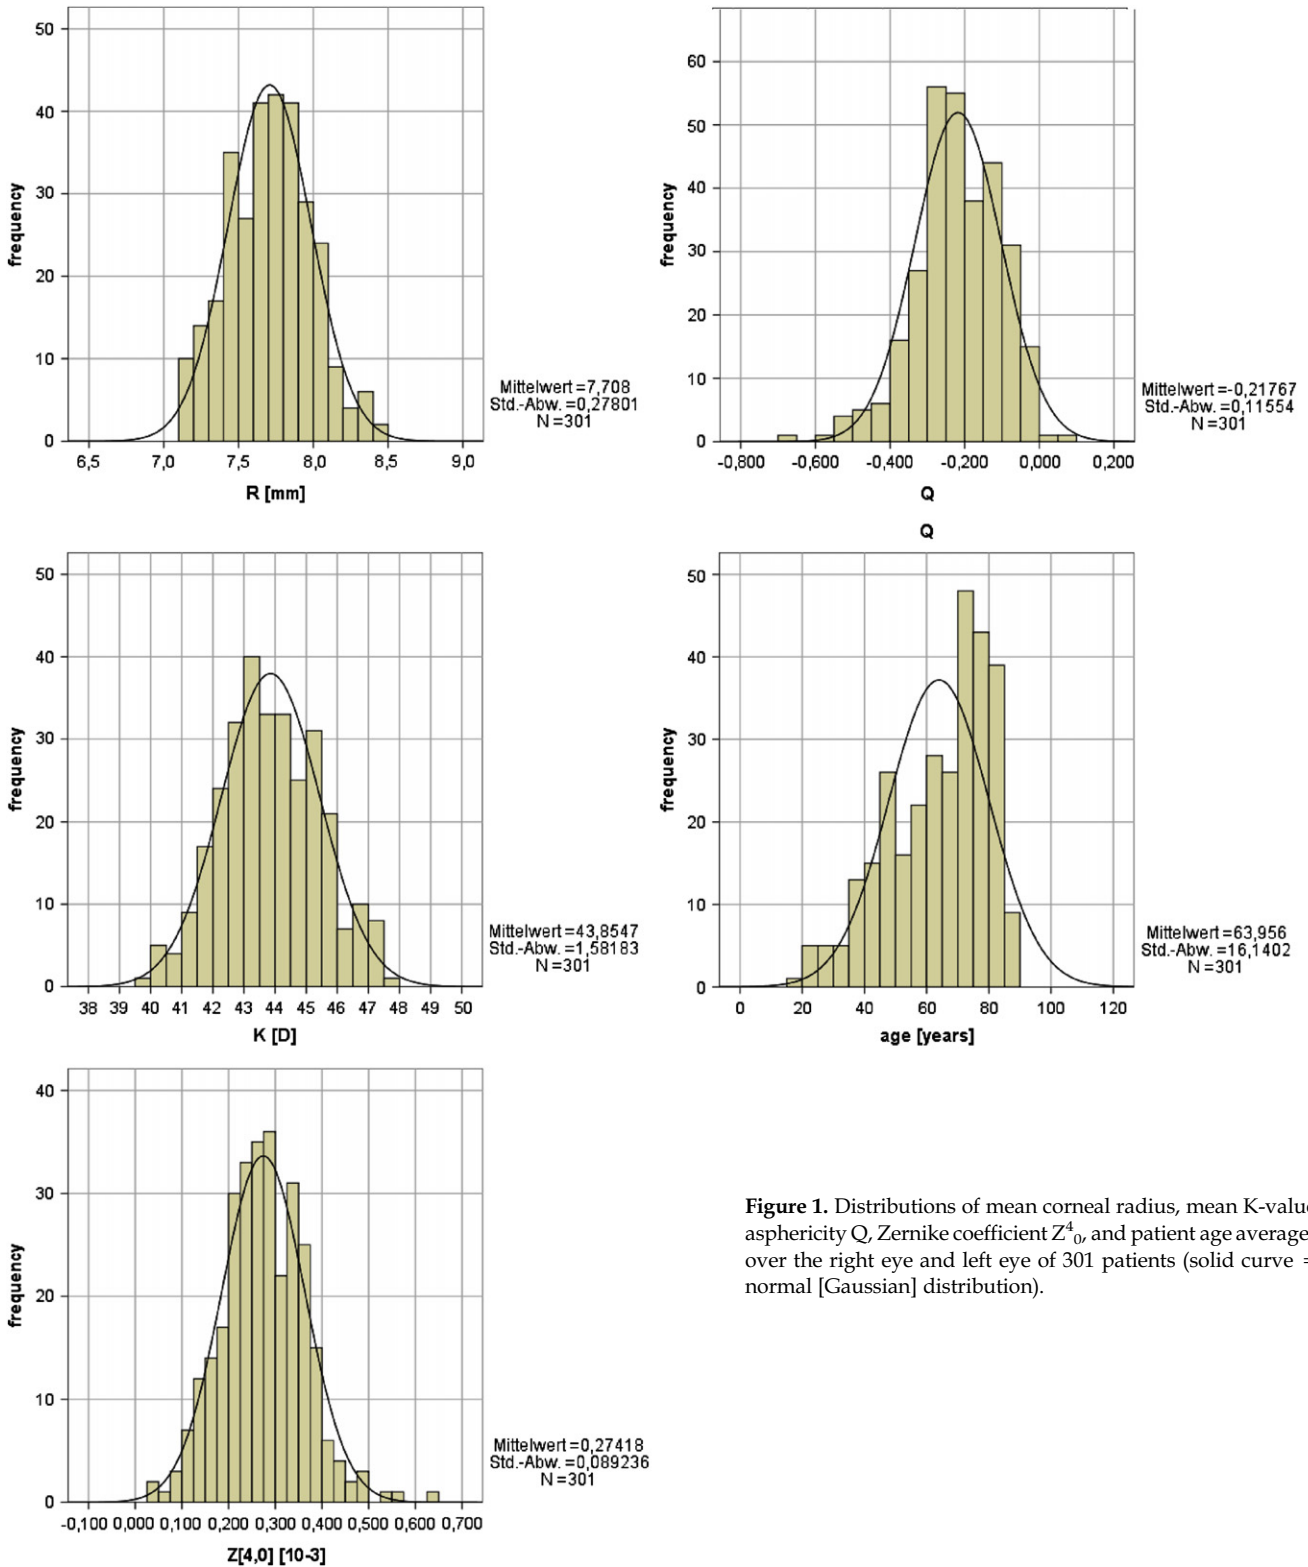 50
40
30
20
10
0
frequency
6,5 7,0 7,5 8,0 8,5 9,0
R [mm]
Mittelwert =7,708
Std.-Abw. =0,27801
N =301
60
50
40
30
20
10
0
frequency
-0,800 -0,600 -0,400 -0,200 0,000 0,200
Q
Mittelwert =-0,21767
Std.-Abw. =0,11554
N =301
50
40
30
20
10
0
frequency
38 39 40 41 42 43 44 45 46 47 48 49 50
K [D]
Mittelwert =43,8547
Std.-Abw. =1,58183
N =301
Q
50
40
30
20
10
0
frequency
0 20 40 60 80 100 120
age [years]
Mittelwert =63,956
Std.-Abw. =16,1402
N =301
40
30
20
10
0
frequency
-0,100 0,000 0,100 0,200 0,300 0,400 0,500 0,600 0,700
Z[4,0] [10-3]
Mittelwert =0,27418
Std.-Abw. =0,089236
N =301
Figure 1. Distributions of mean corneal radius, mean K-value
asphericity Q, Zernike coefficient Z⁴₀, and patient age average
over the right eye and left eye of 301 patients (solid curve =
normal [Gaussian] distribution).